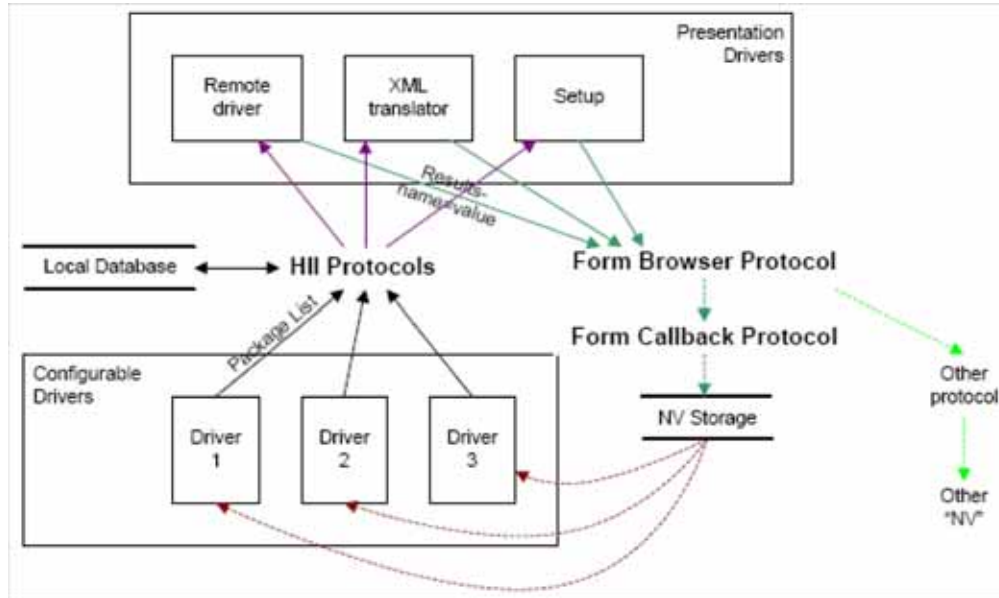 Presentation
Drivers
Remote
driver
XML
translator
Setup
Results-
name=value
Local Database
HII Protocols
Form Browser Protocol
Package List
Form Callback Protocol
Configurable
Drivers
Other
protocol
Driver
1
Driver
2
Driver
3
NV Storage
Other
“NV”